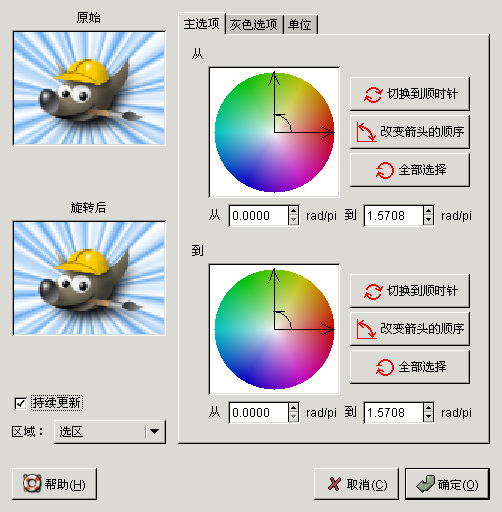 原始
旋转后
持续更新
区域： 选区
主选项 灰色选项 单位
从
切换到顺时针
改变箭头的顺序
全部选择
从 0.0000 rad/pi 到 1.5708 rad/pi
到
切换到顺时针
改变箭头的顺序
全部选择
从 0.0000 rad/pi 到 1.5708 rad/pi
帮助(H) 取消(C) 确定(O)